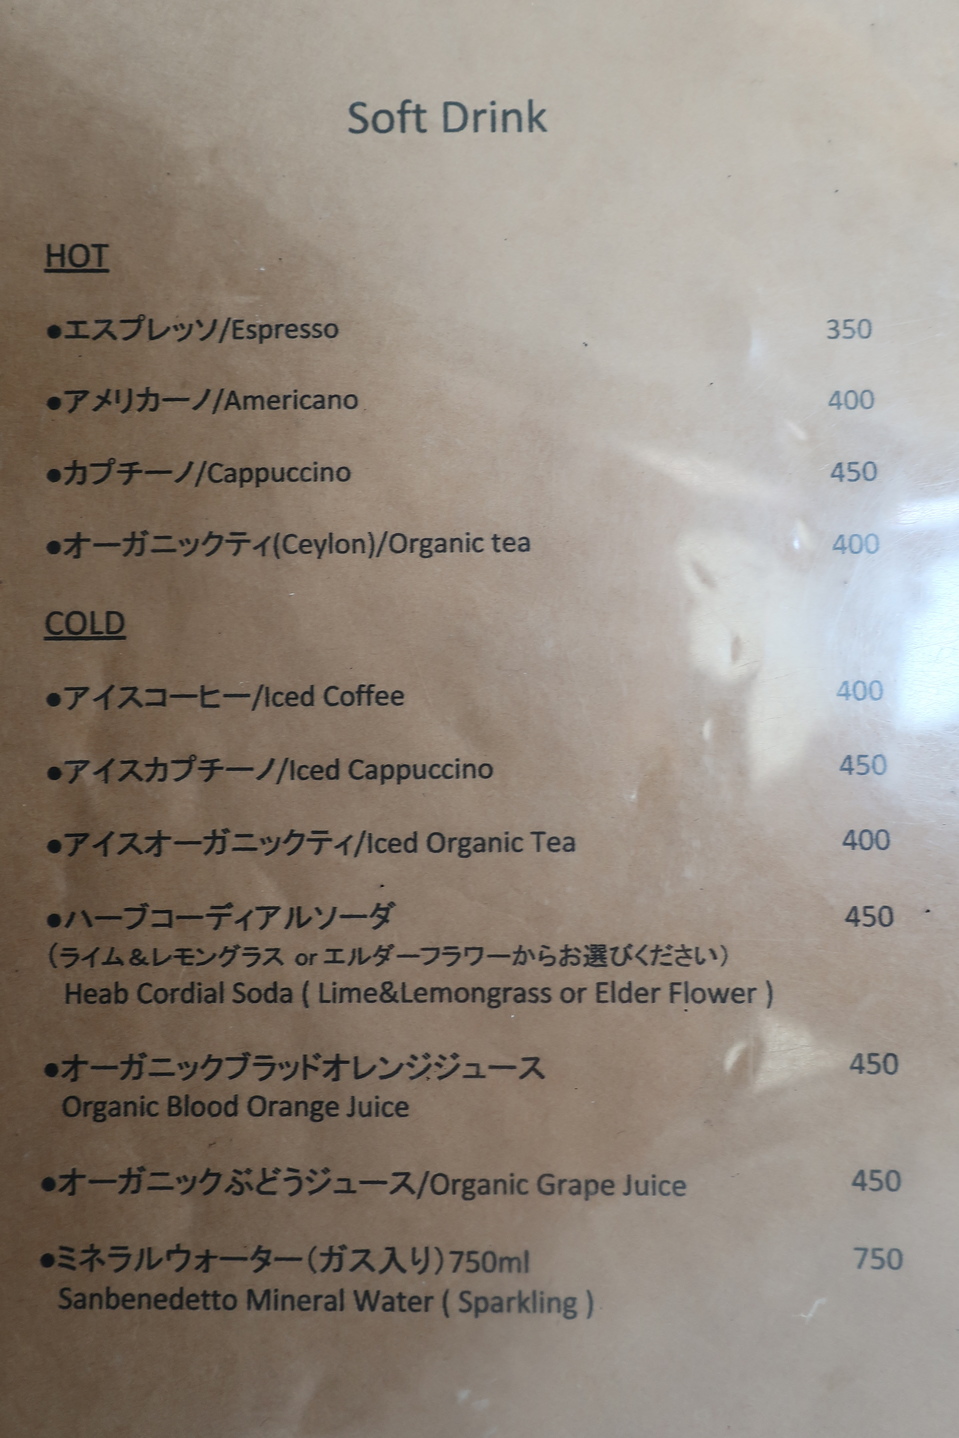 Soft Drink
HOT
●エスプレッソ/Espresso 350
●アメリカーノ/Americano 400
●カプチーノ/Cappuccino 450
●オーガニックティ(Ceylon)/Organic tea 400
COLD
●アイスコーヒー/Iced Coffee 400
●アイスカプチーノ/Iced Cappuccino 450
●アイスオーガニックティ/Iced Organic Tea 400
●ハーブコーディアルソーダ 450
（ライム＆レモングラス or エルダーフラワーからお選びください）
Heab Cordial Soda ( Lime&Lemongrass or Elder Flower )
●オーガニックブラッドオレンジジュース 450
Organic Blood Orange Juice
●オーガニックぶどうジュース/Organic Grape Juice 450
●ミネラルウォーター（ガス入り）750ml 750
Sanbenedetto Mineral Water ( Sparkling )